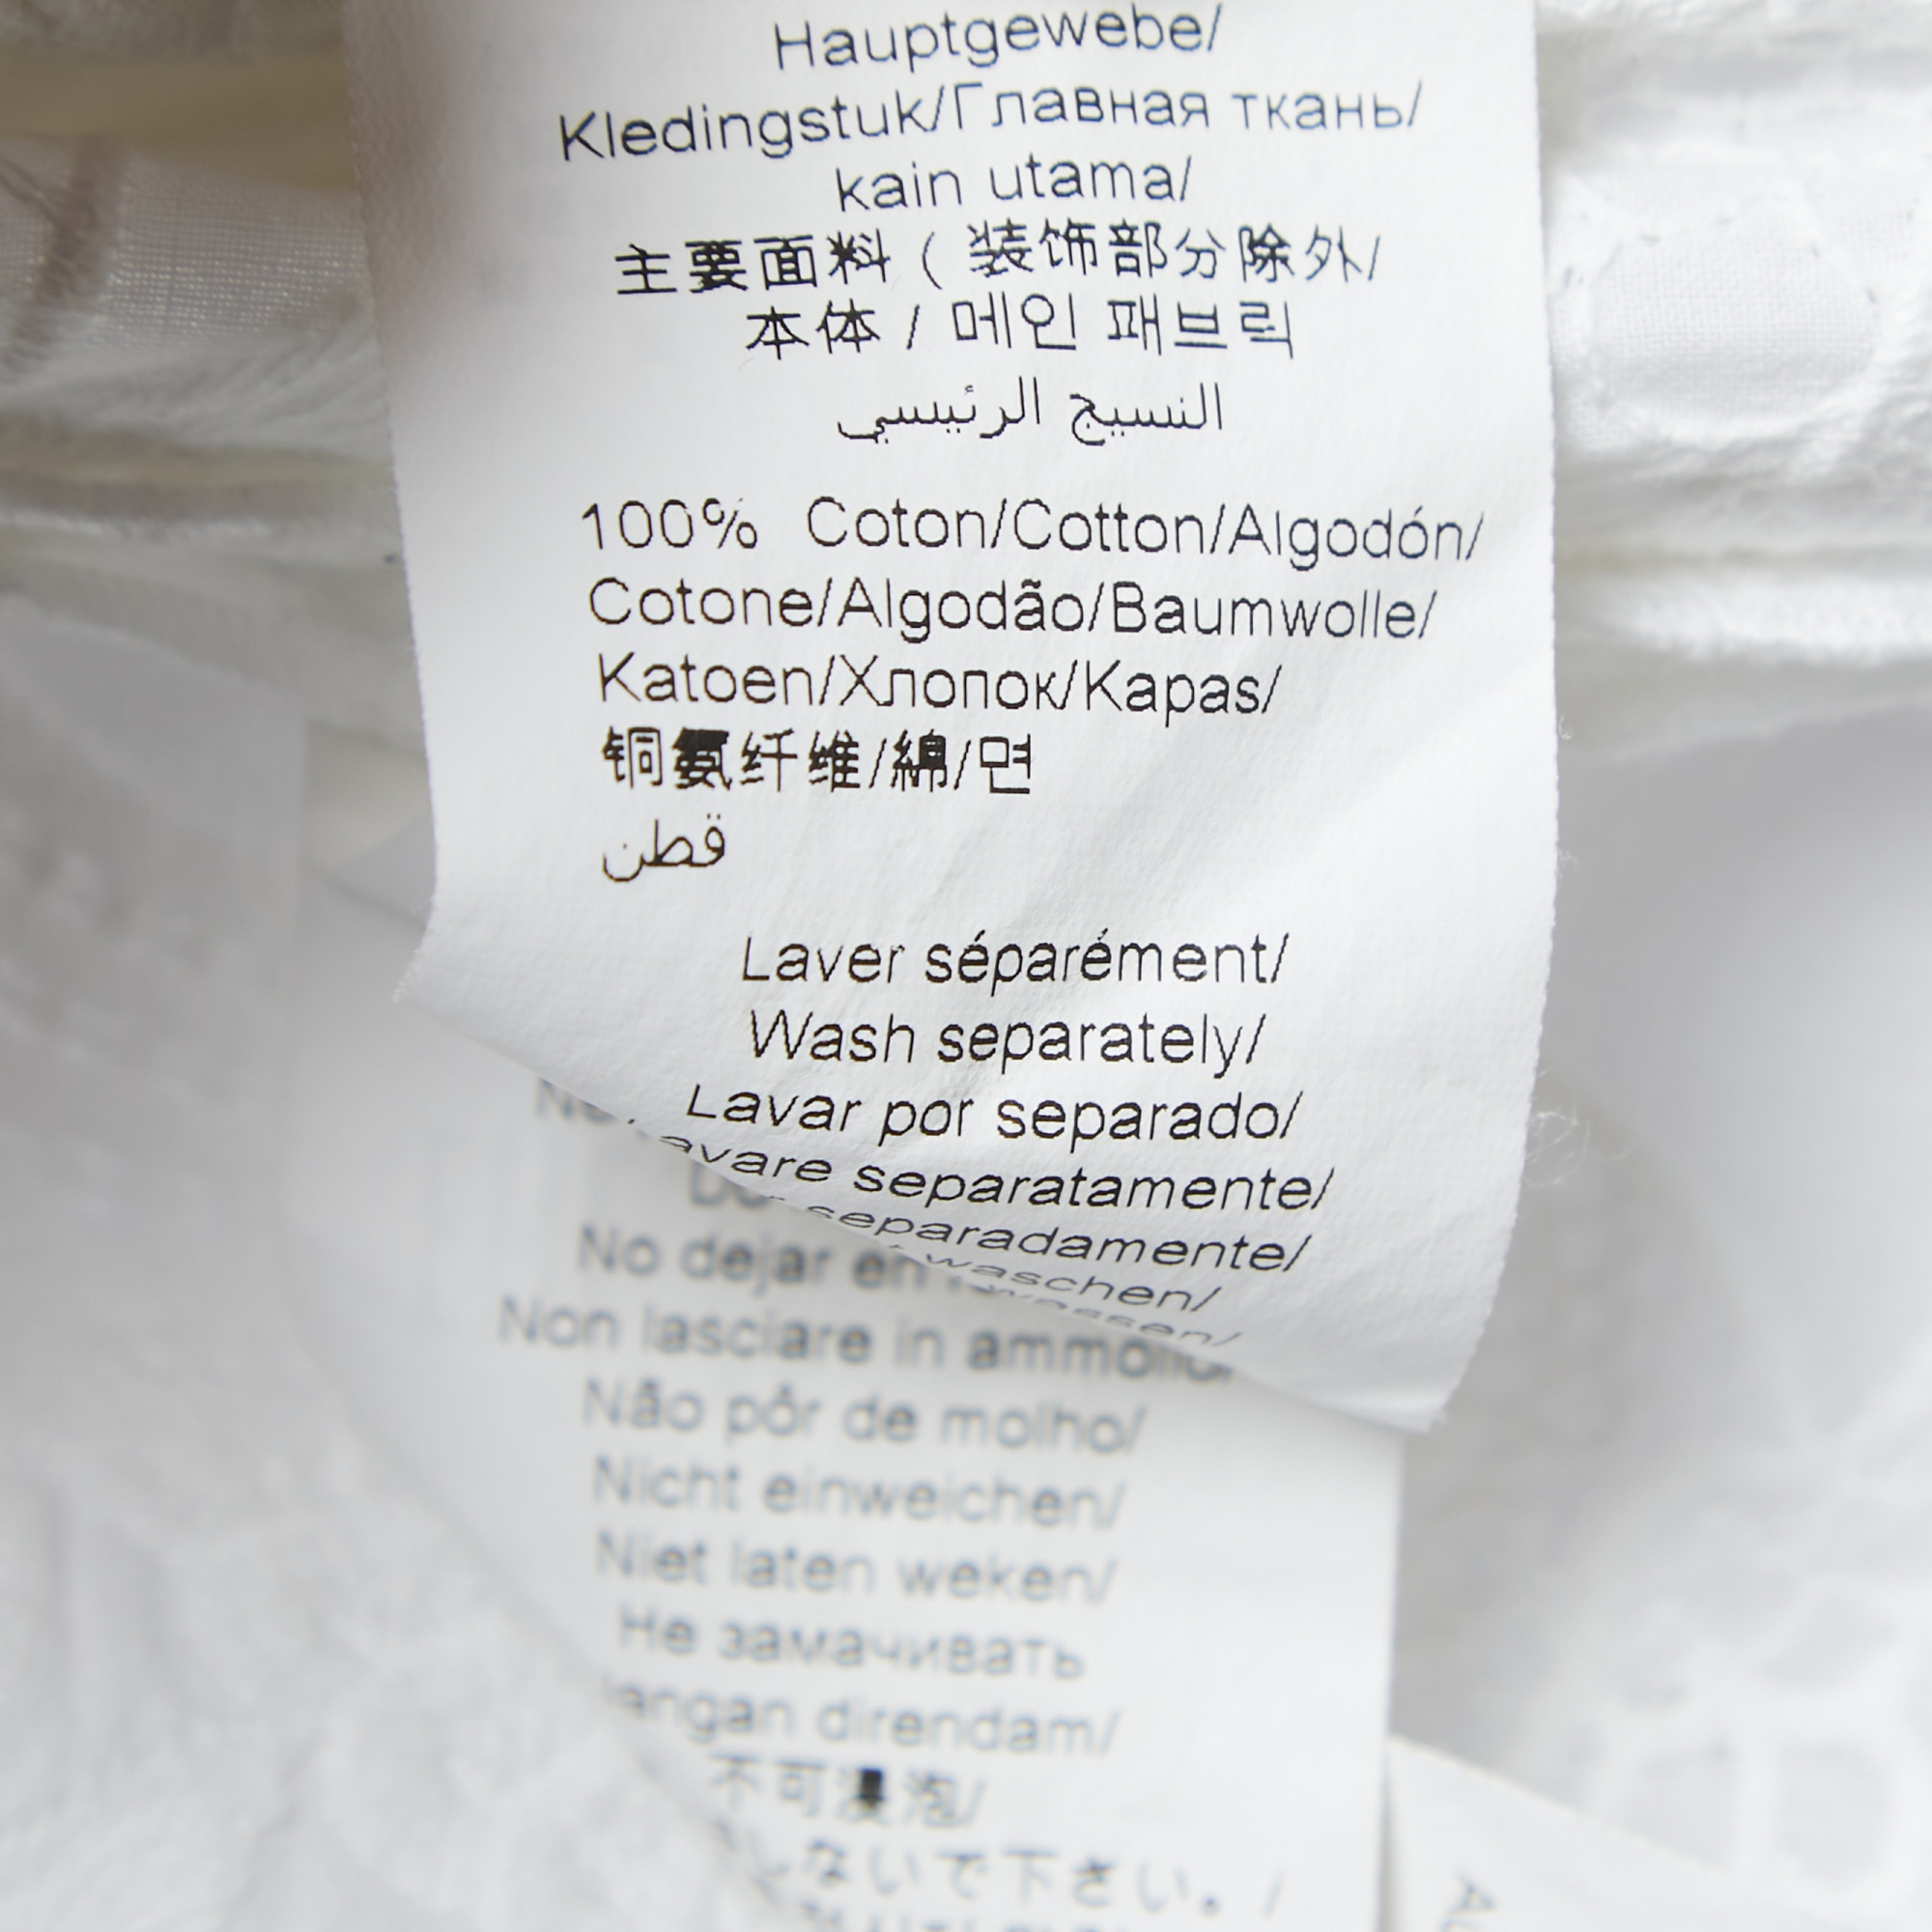 Hauptgewebe/
Kledingstuk/Главная ткань/
kain utama/
主要面料 ( 装饰部分除外/
本体 / 메인 패브릭
النسيج الرئيسي
100% Coton/Cotton/Algodón/
Cotone/Algodão/Baumwolle/
Katoen/Хлопок/Kapas/
铜氨纤维/綿/면
قطن
Laver séparément/
Wash separately/
Lavar por separado/
separatamente/
separadamente/
waschen/
No dejar en
Non lasciare in ammollo/
Não pôr de molho/
Nicht einweichen/
Niet laten weken/
Не замачивать
direndam/
不可浸泡/
しないで下さい。/